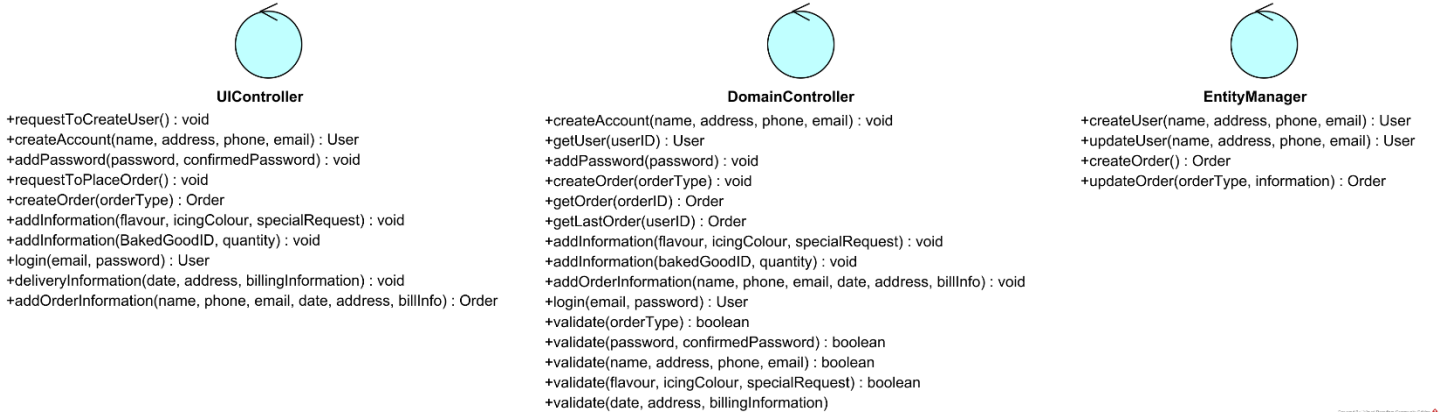 UIController
+requestToCreateUser() : void
+createAccount(name, address, phone, email) : User
+addPassword(password, confirmedPassword) : void
+requestToPlaceOrder() : void
+createOrder(orderType) : Order
+addInformation(flavour, icingColour, specialRequest) : void
+addInformation(BakedGoodID, quantity) : void
+login(email, password) : User
+deliveryInformation(date, address, billingInformation) : void
+addOrderInformation(name, phone, email, date, address, billInfo) : Order
DomainController
+createAccount(name, address, phone, email) : void
+getUser(userID) : User
+addPassword(password) : void
+createOrder(orderType) : void
+getOrder(orderID) : Order
+getLastOrder(userID) : Order
+addInformation(flavour, icingColour, specialRequest) : void
+addInformation(bakedGoodID, quantity) : void
+addOrderInformation(name, phone, email, date, address, billInfo) : void
+login(email, password) : User
+validate(orderType) : boolean
+validate(password, confirmedPassword) : boolean
+validate(name, address, phone, email) : boolean
+validate(flavour, icingColour, specialRequest) : boolean
+validate(date, address, billingInformation)
EntityManager
+createUser(name, address, phone, email) : User
+updateUser(name, address, phone, email) : User
+createOrder() : Order
+updateOrder(orderType, information) : Order